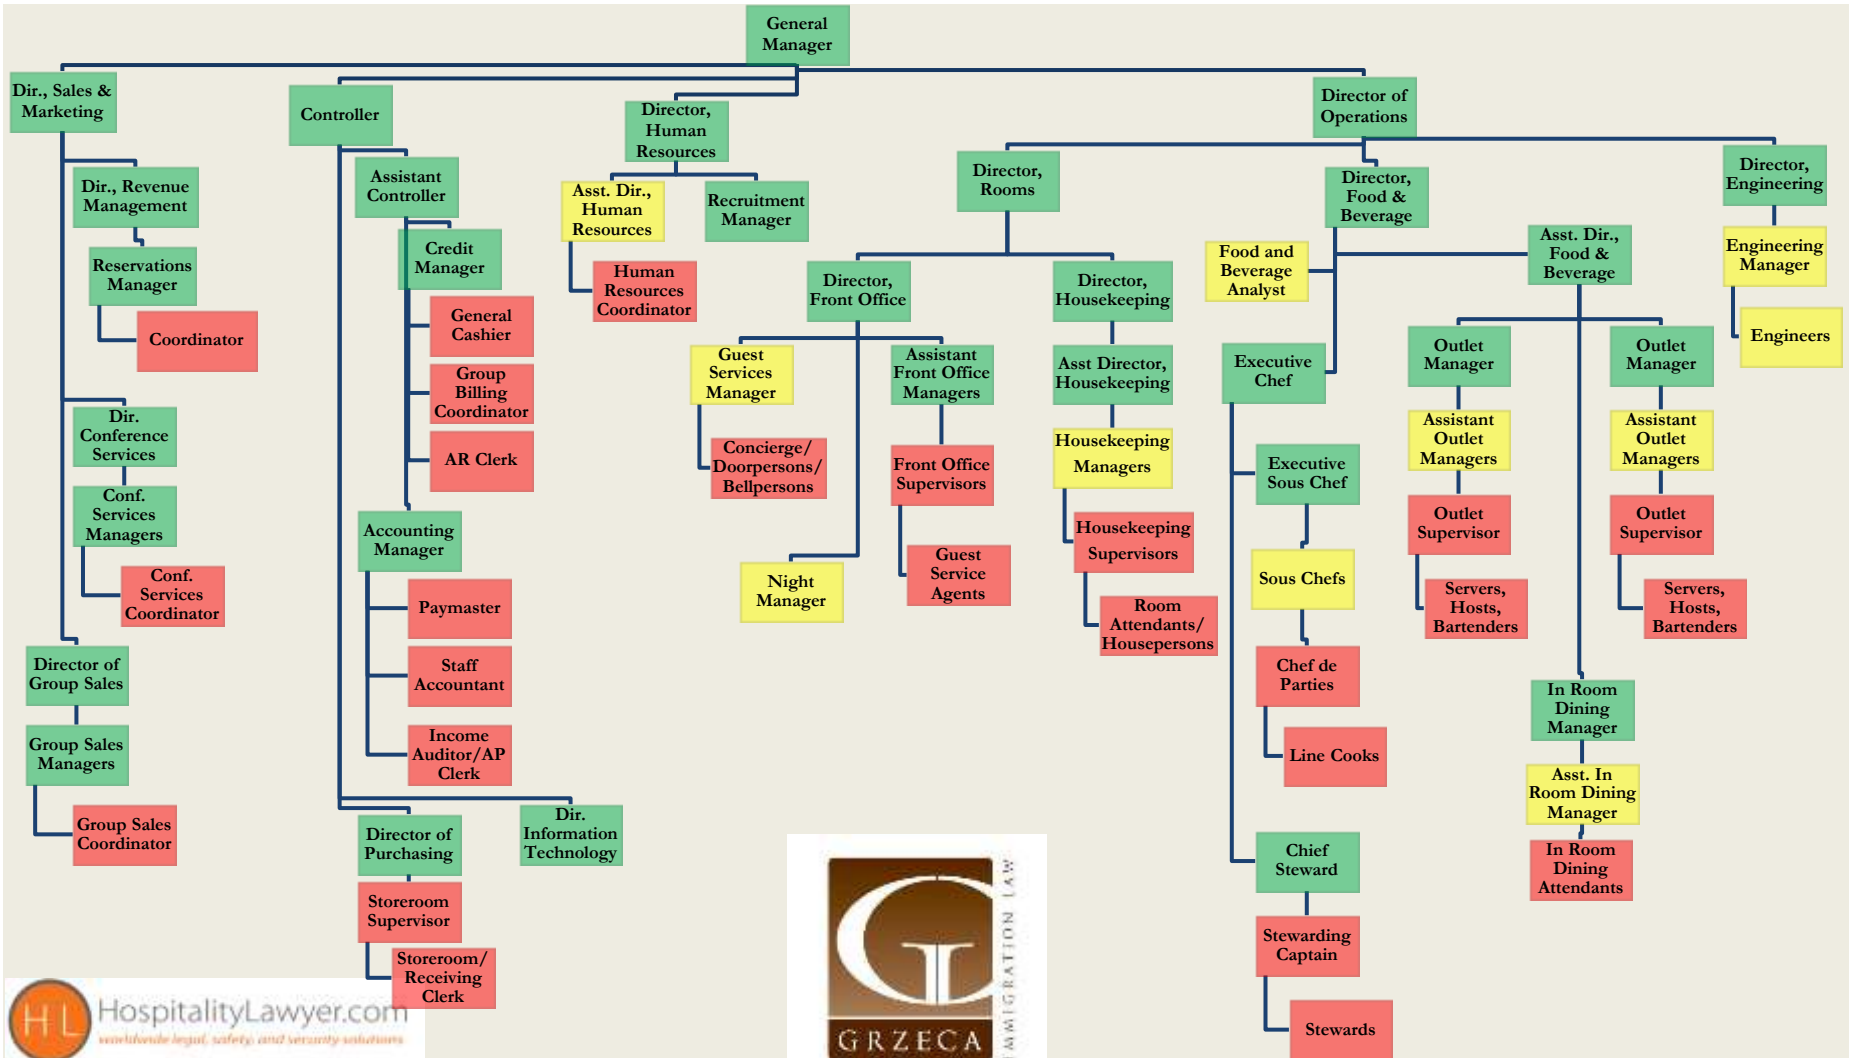 General
Manager
Dir., Sales &
Marketing
Controller
Director,
Human
Resources
Director of
Operations
Dir., Revenue
Management
Reservations
Manager
Coordinator
Dir.
Conference
Services
Conf.
Services
Managers
Conf.
Services
Coordinator
Director of
Group Sales
Group Sales
Managers
Group Sales
Coordinator
Assistant
Controller
Credit
Manager
General
Cashier
Group
Billing
Coordinator
AR Clerk
Accounting
Manager
Paymaster
Staff
Accountant
Income
Auditor/AP
Clerk
Director of
Purchasing
Dir.
Information
Technology
Storeroom
Supervisor
Storeroom/
Receiving
Clerk
Asst. Dir.,
Human
Resources
Recruitment
Manager
Human
Resources
Coordinator
Director,
Rooms
Director,
Front Office
Director,
Housekeeping
Guest
Services
Manager
Assistant
Front Office
Managers
Asst Director,
Housekeeping
Concierge/
Doorpersons/
Bellpersons
Front Office
Supervisors
Housekeeping
Managers
Night
Manager
Guest
Service
Agents
Housekeeping
Supervisors
Room
Attendants/
Housepersons
Director,
Food &
Beverage
Food and
Beverage
Analyst
Asst. Dir.,
Food &
Beverage
Executive
Chef
Executive
Sous Chef
Sous Chefs
Chef de
Parties
Line Cooks
Chief
Steward
Stewarding
Captain
Stewards
Outlet
Manager
Assistant
Outlet
Managers
Outlet
Supervisor
Servers,
Hosts,
Bartenders
Outlet
Manager
Assistant
Outlet
Managers
Outlet
Supervisor
Servers,
Hosts,
Bartenders
In Room
Dining
Manager
Asst. In
Room Dining
Manager
In Room
Dining
Attendants
Director,
Engineering
Engineering
Manager
Engineers
HL
HospitalityLawyer.com
worldwide legal, safety, and security solutions
G
GRZECA
IMMIGRATION LAW